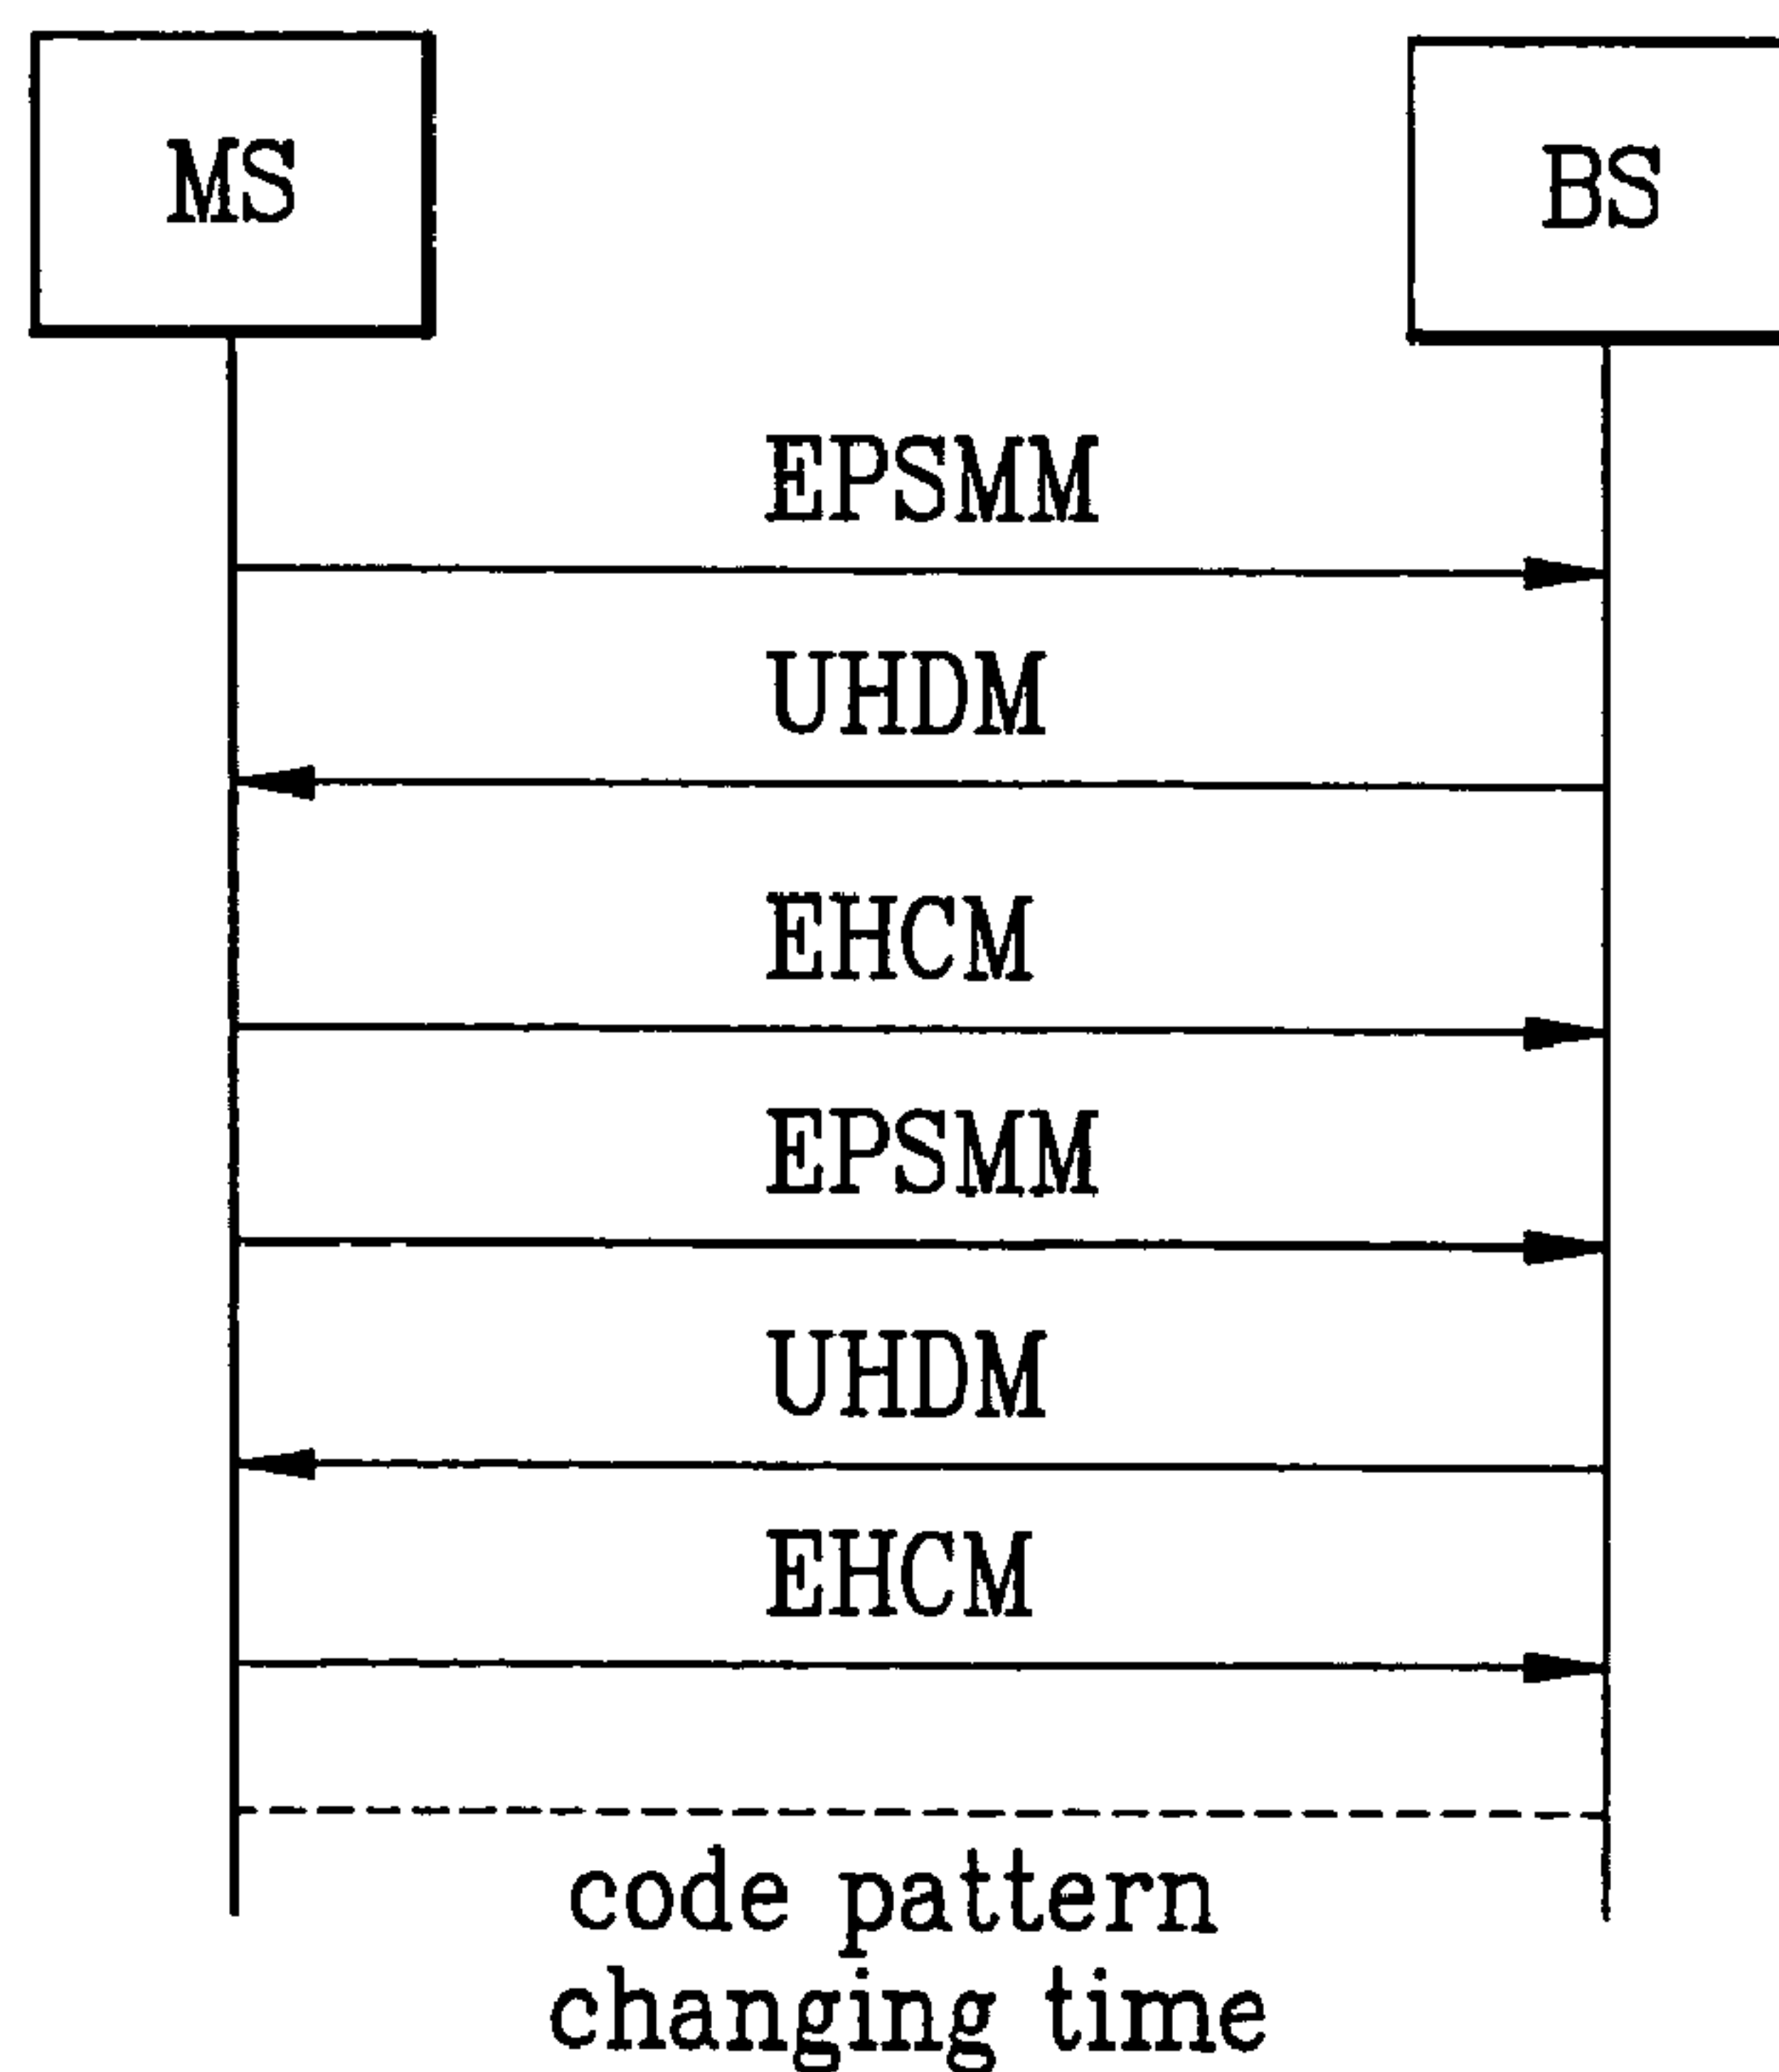 MS
BS
EPSMM
UHDM
EHCM
EPSMM
UHDM
EHCM
code pattern
changing time